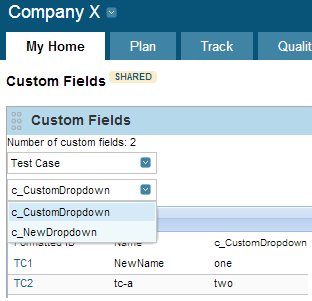 Company X
My Home Plan Track Qualit
Custom Fields SHARED
Custom Fields
Number of custom fields: 2
Test Case
c_CustomDropdown
c_CustomDropdown
c_NewDropdown
Formatted ID Name c_CustomDropdown
TC1 NewName one
TC2 tc-a two